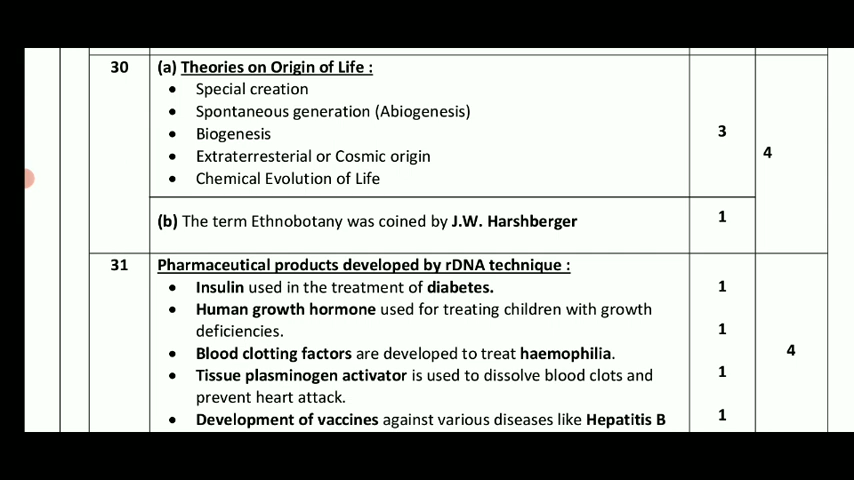 30
(a) Theories on Origin of Life :
• Special creation
• Spontaneous generation (Abiogenesis)
• Biogenesis
• Extraterresterial or Cosmic origin
• Chemical Evolution of Life
3
4
(b) The term Ethnobotany was coined by J.W. Harshberger
1
31
Pharmaceutical products developed by rDNA technique :
• Insulin used in the treatment of diabetes.
1
• Human growth hormone used for treating children with growth
deficiencies.
1
• Blood clotting factors are developed to treat haemophilia.
4
• Tissue plasminogen activator is used to dissolve blood clots and
1
prevent heart attack.
• Development of vaccines against various diseases like Hepatitis B
1